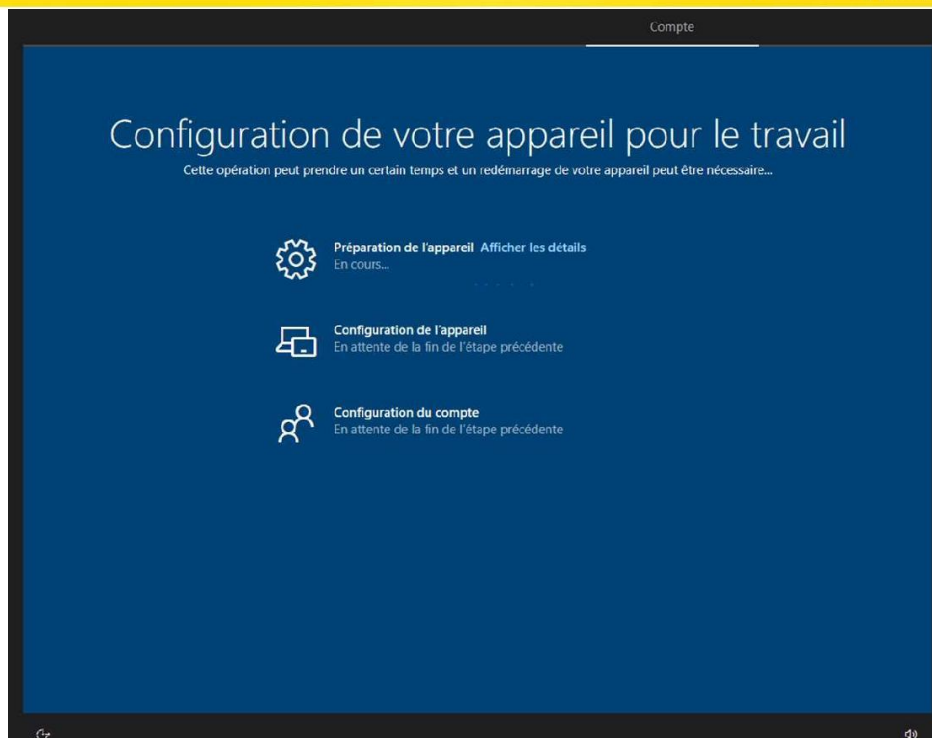 Compte
Configuration de votre appareil pour le travail
Cette opération peut prendre un certain temps et un redémarrage de votre appareil peut être nécessaire...
Préparation de l'appareil Afficher les détails
En cours...
Configuration de l'appareil
En attente de la fin de l'étape précédente
Configuration du compte
En attente de la fin de l'étape précédente